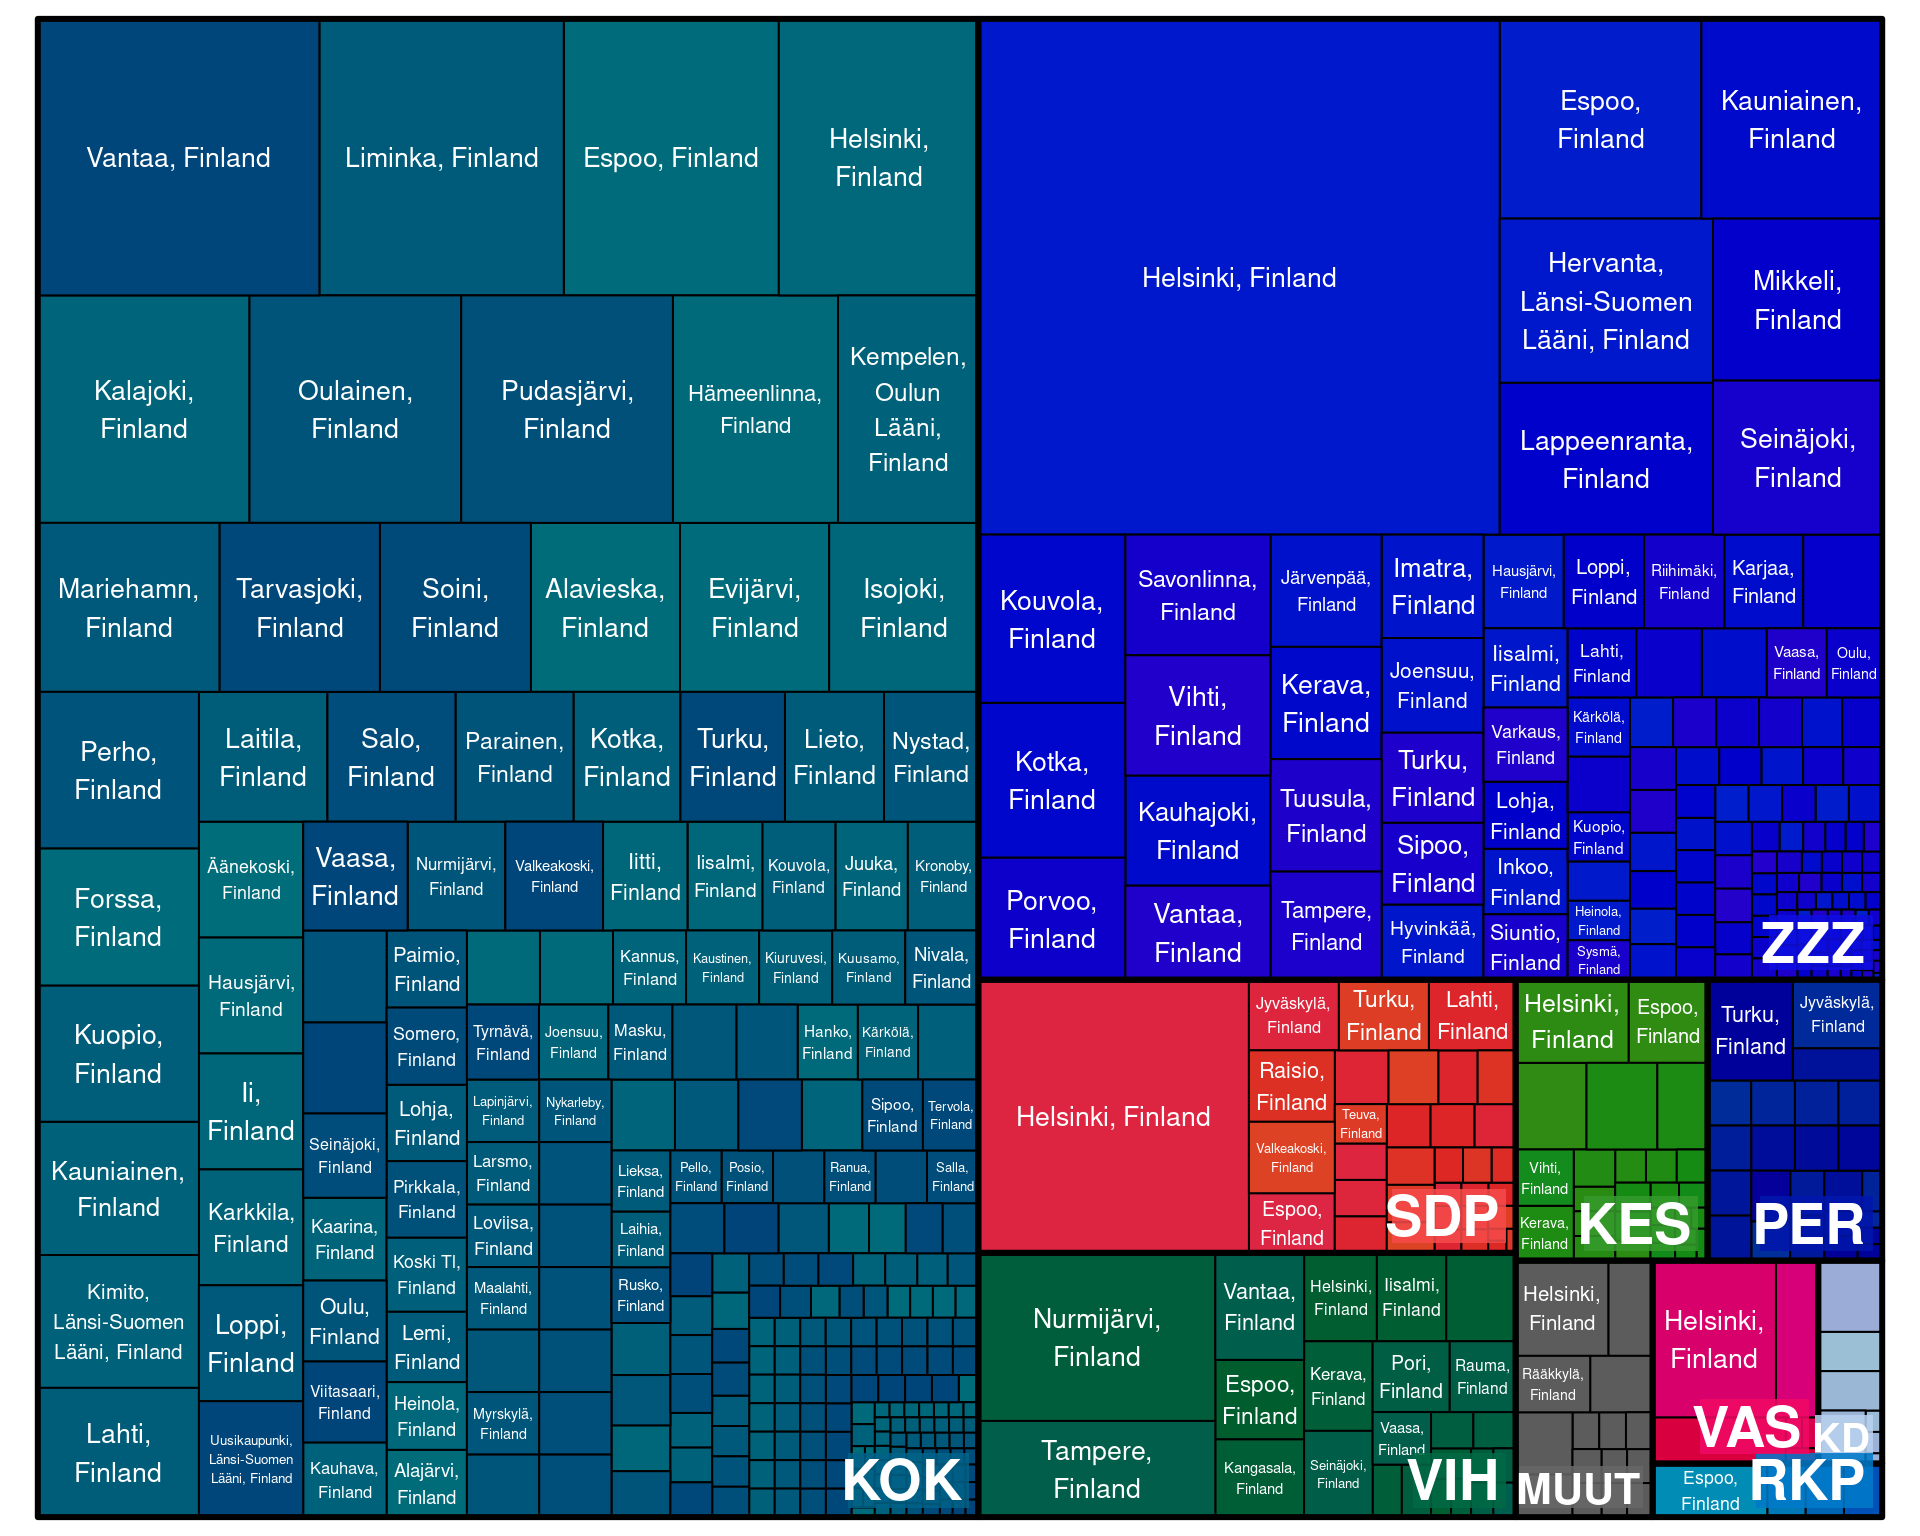 Vantaa, Finland
Liminka, Finland
Espoo, Finland
Helsinki,
Finland
Kalajoki,
Finland
Oulainen,
Finland
Pudasjärvi,
Finland
Hämeenlinna,
Finland
Kempelen,
Oulun
Lääni,
Finland
Mariehamn,
Finland
Tarvasjoki,
Finland
Soini,
Finland
Alavieska,
Finland
Evijärvi,
Finland
Isojoki,
Finland
Perho,
Finland
Forssa,
Finland
Kuopio,
Finland
Kauniainen,
Finland
Kimito,
Länsi-Suomen
Lääni, Finland
Lahti,
Finland
Laitila,
Finland
Salo,
Finland
Parainen,
Finland
Kotka,
Finland
Turku,
Finland
Lieto,
Finland
Nystad,
Finland
Äänekoski,
Finland
Hausjärvi,
Finland
Ii,
Finland
Karkkila,
Finland
Loppi,
Finland
Uusikaupunki,
Länsi-Suomen
Lääni, Finland
Vaasa,
Finland
Nurmijärvi,
Finland
Valkeakoski,
Finland
Iitti,
Finland
Iisalmi,
Finland
Kouvola,
Finland
Juuka,
Finland
Kronoby,
Finland
Seinäjoki,
Finland
Kaarina,
Finland
Oulu,
Finland
Viitasaari,
Finland
Kauhava,
Finland
Paimio,
Finland
Somero,
Finland
Lohja,
Finland
Pirkkala,
Finland
Koski Tl,
Finland
Lemi,
Finland
Heinola,
Finland
Alajärvi,
Finland
Kannus,
Finland
Kaustinen,
Finland
Kiuruvesi,
Finland
Kuusamo,
Finland
Nivala,
Finland
Tyrnävä,
Finland
Joensuu,
Finland
Masku,
Finland
Hanko,
Finland
Kärkölä,
Finland
Lapinjärvi,
Finland
Nykarleby,
Finland
Sipoo,
Finland
Tervola,
Finland
Larsmo,
Finland
Loviisa,
Finland
Maalahti,
Finland
Myrskylä,
Finland
Lieksa,
Finland
Laihia,
Finland
Rusko,
Finland
Pello,
Finland
Posio,
Finland
Ranua,
Finland
Salla,
Finland
KOK
Helsinki, Finland
Espoo,
Finland
Kauniainen,
Finland
Hervanta,
Länsi-Suomen
Lääni, Finland
Mikkeli,
Finland
Lappeenranta,
Finland
Seinäjoki,
Finland
Kouvola,
Finland
Kotka,
Finland
Porvoo,
Finland
Savonlinna,
Finland
Vihti,
Finland
Kauhajoki,
Finland
Vantaa,
Finland
Järvenpää,
Finland
Kerava,
Finland
Tuusula,
Finland
Tampere,
Finland
Imatra,
Finland
Joensuu,
Finland
Turku,
Finland
Sipoo,
Finland
Hyvinkää,
Finland
Hausjärvi,
Finland
Loppi,
Finland
Riihimäki,
Finland
Karjaa,
Finland
Iisalmi,
Finland
Varkaus,
Finland
Lohja,
Finland
Inkoo,
Finland
Siuntio,
Finland
Lahti,
Finland
Vaasa,
Finland
Oulu,
Finland
Kärkölä,
Finland
Kuopio,
Finland
Heinola,
Finland
Sysmä,
Finland
ZZZ
Helsinki, Finland
Jyväskylä,
Finland
Turku,
Finland
Lahti,
Finland
Raisio,
Finland
Valkeakoski,
Finland
Espoo,
Finland
Teuva,
Finland
SDP
Helsinki,
Finland
Espoo,
Finland
Vihti,
Finland
Kerava,
Finland
KES
Turku,
Finland
Jyväskylä,
Finland
PER
Nurmijärvi,
Finland
Tampere,
Finland
Vantaa,
Finland
Espoo,
Finland
Kangasala,
Finland
Helsinki,
Finland
Iisalmi,
Finland
Kerava,
Finland
Seinäjoki,
Finland
Pori,
Finland
Rauma,
Finland
Vaasa,
Finland
VIH
Helsinki,
Finland
Rääkkylä,
Finland
MUUT
Helsinki,
Finland
VAS
KD
Espoo,
Finland
RKP